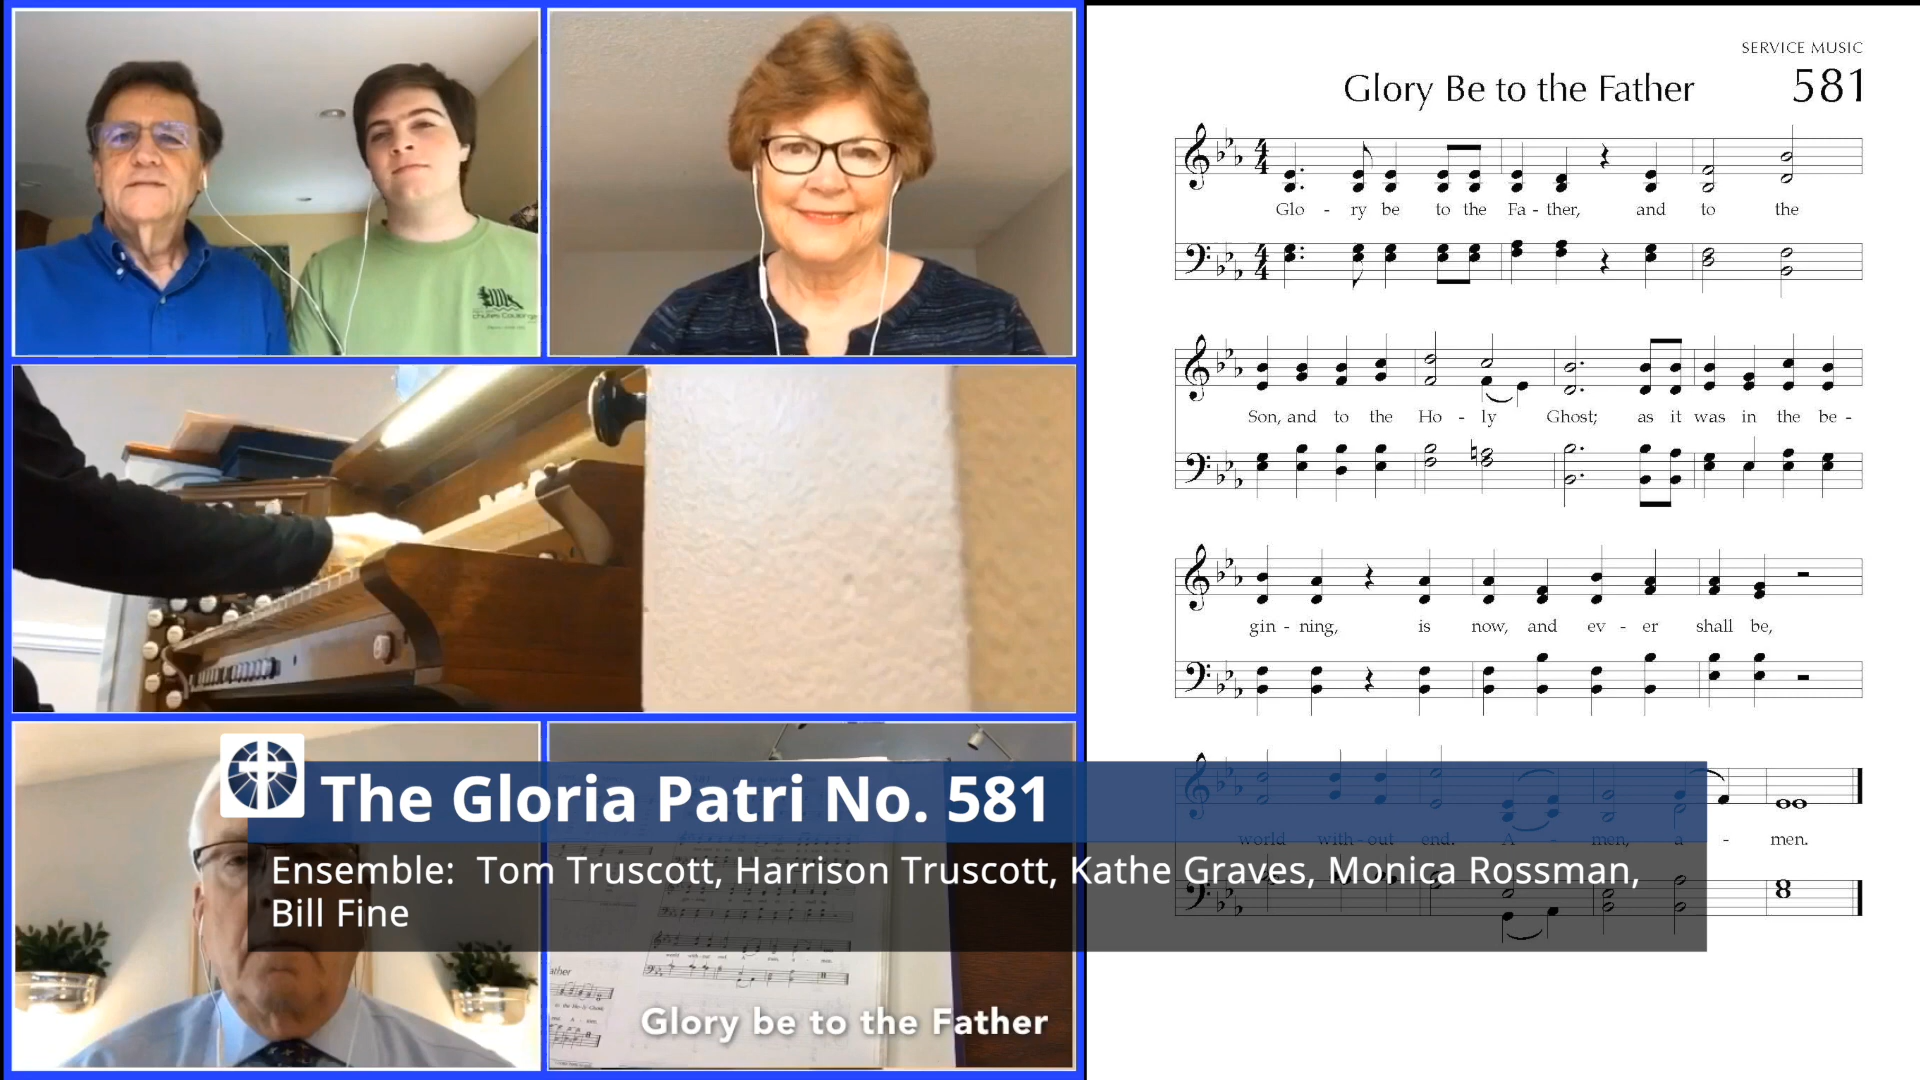 SERVICE MUSIC
Glory Be to the Father 581
Glo - ry be to the Fa - ther, and to the
Son, and to the Ho - ly Ghost; as it was in the be -
gin - ning, is now, and ev - er shall be,
world with - out end. A - men, a - men.
The Gloria Patri No. 581
Ensemble: Tom Truscott, Harrison Truscott, Kathe Graves, Monica Rossman,
Bill Fine
Glory be to the Father